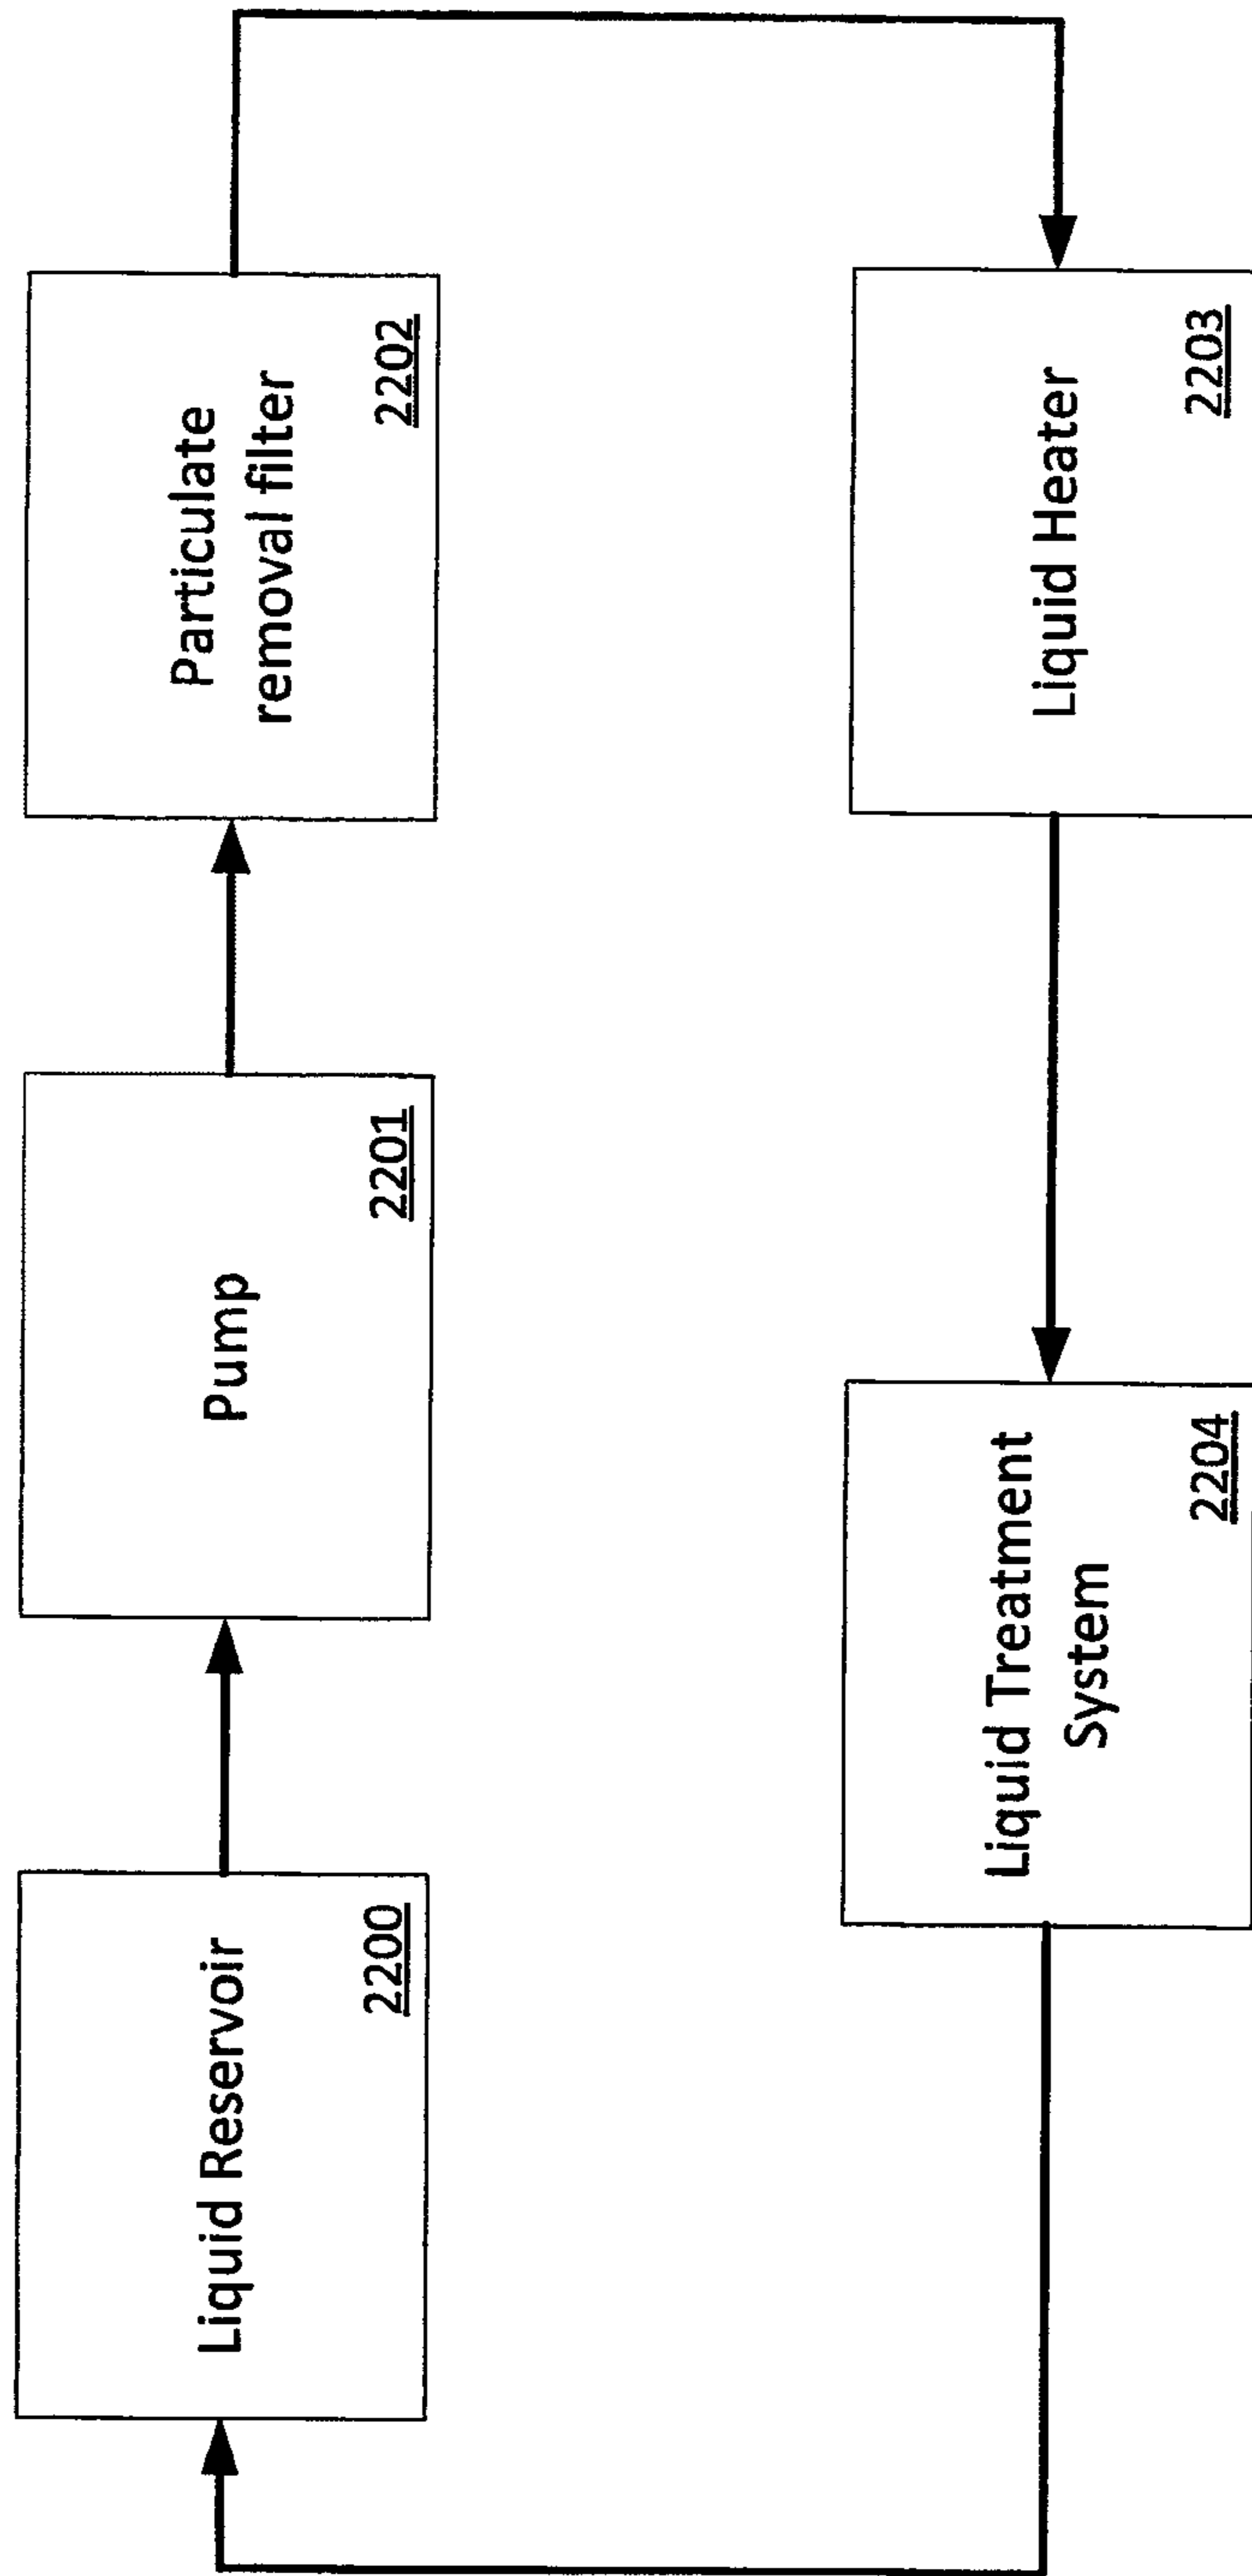 Liquid Reservoir
2200
Pump
2201
Particulate
removal filter
2202
Liquid Heater
2203
Liquid Treatment
System
2204